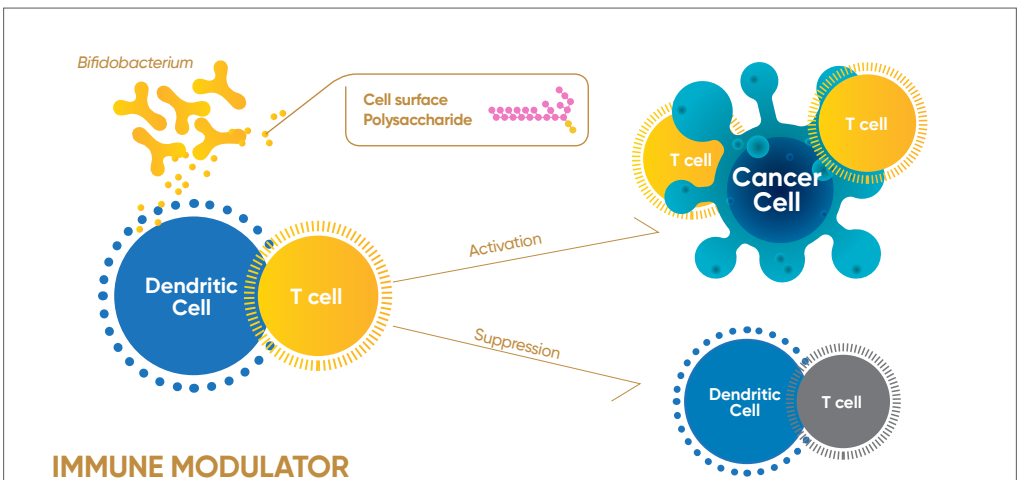 Bifidobacterium
Cell surface
Polysaccharide
T cell
T cell
Cancer
Cell
Dendritic
Cell
T cell
Activation
Suppression
Dendritic
Cell
T cell
IMMUNE MODULATOR